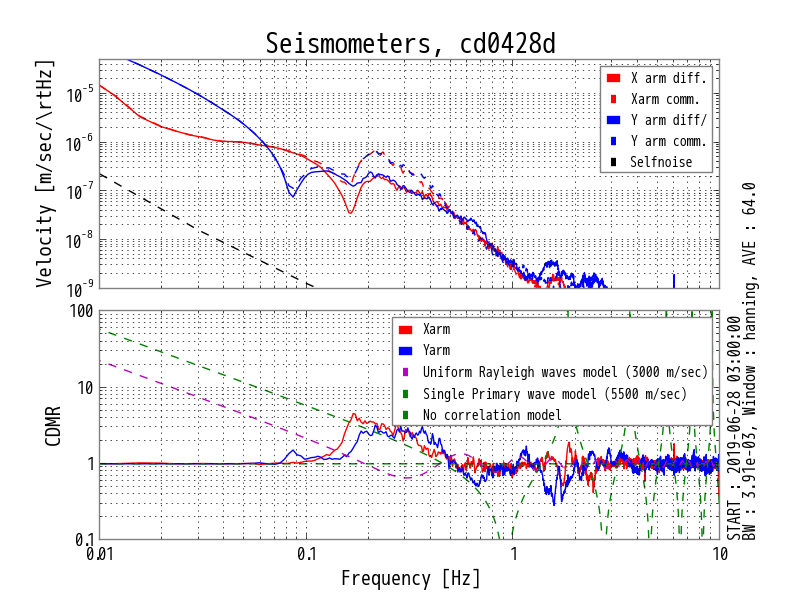 Seismometers, cd0428d
Velocity [m/sec/\rtHz]
10-5
10-6
10-7
10-8
10-9
X arm diff.
Xarm comm.
Y arm diff/
Y arm comm.
Selfnoise
CDMR
100
10
1
0.1
Xarm
Yarm
Uniform Rayleigh waves model (3000 m/sec)
Single Primary wave model (5500 m/sec)
No correlation model
0.01
0.1
1
10
Frequency [Hz]
START : 2019-06-28 03:00:00
BW : 3.91e-03, Window : hanning, AVE : 64.0